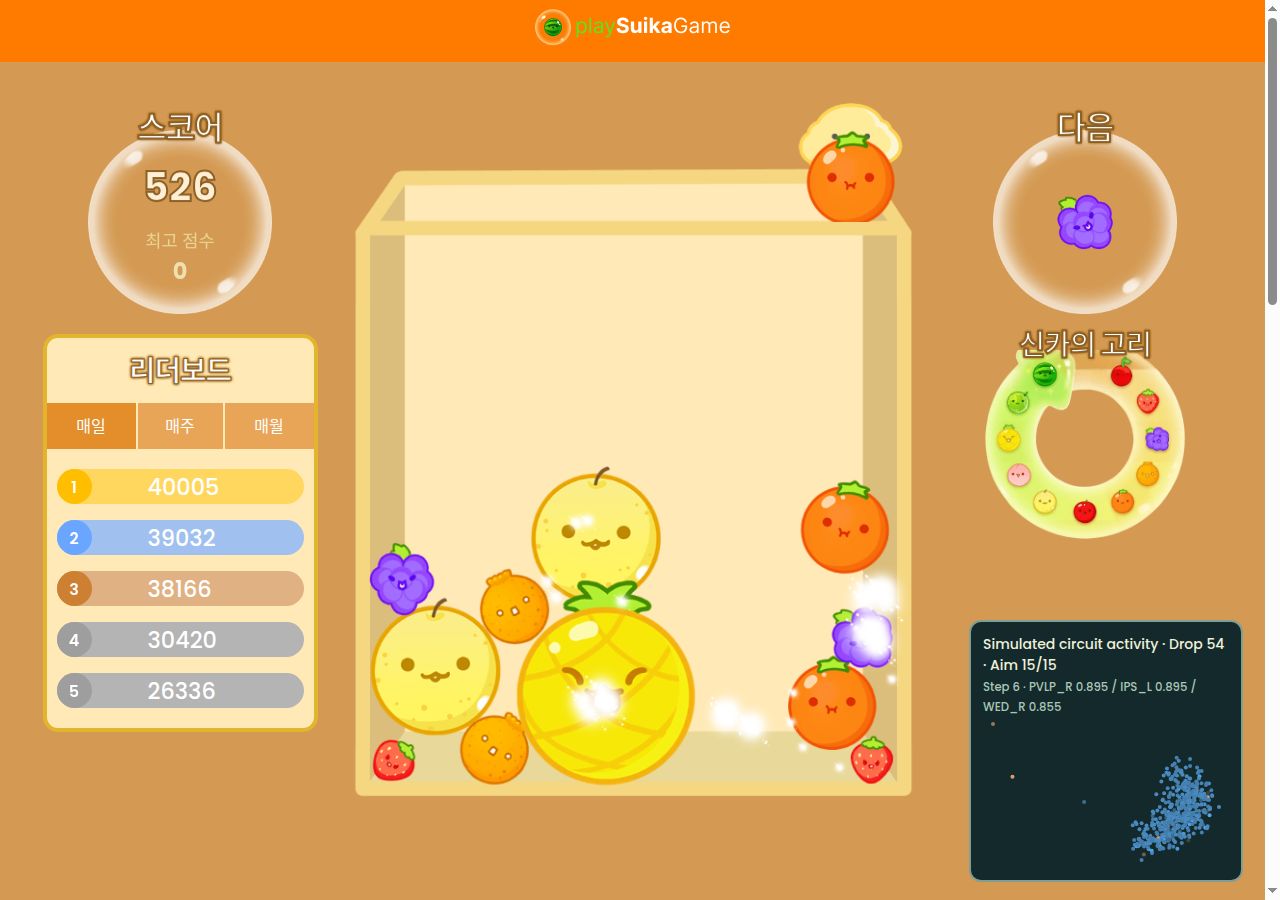 playSuikaGame
스코어
526
최고 점수
0
다음
신카의 고리
리더보드
매일 매주 매월
1 40005
2 39032
3 38166
4 30420
5 26336
Simulated circuit activity · Drop 54
· Aim 15/15
Step 6 · PVLP_R 0.895 / IPS_L 0.895 /
WED_R 0.855